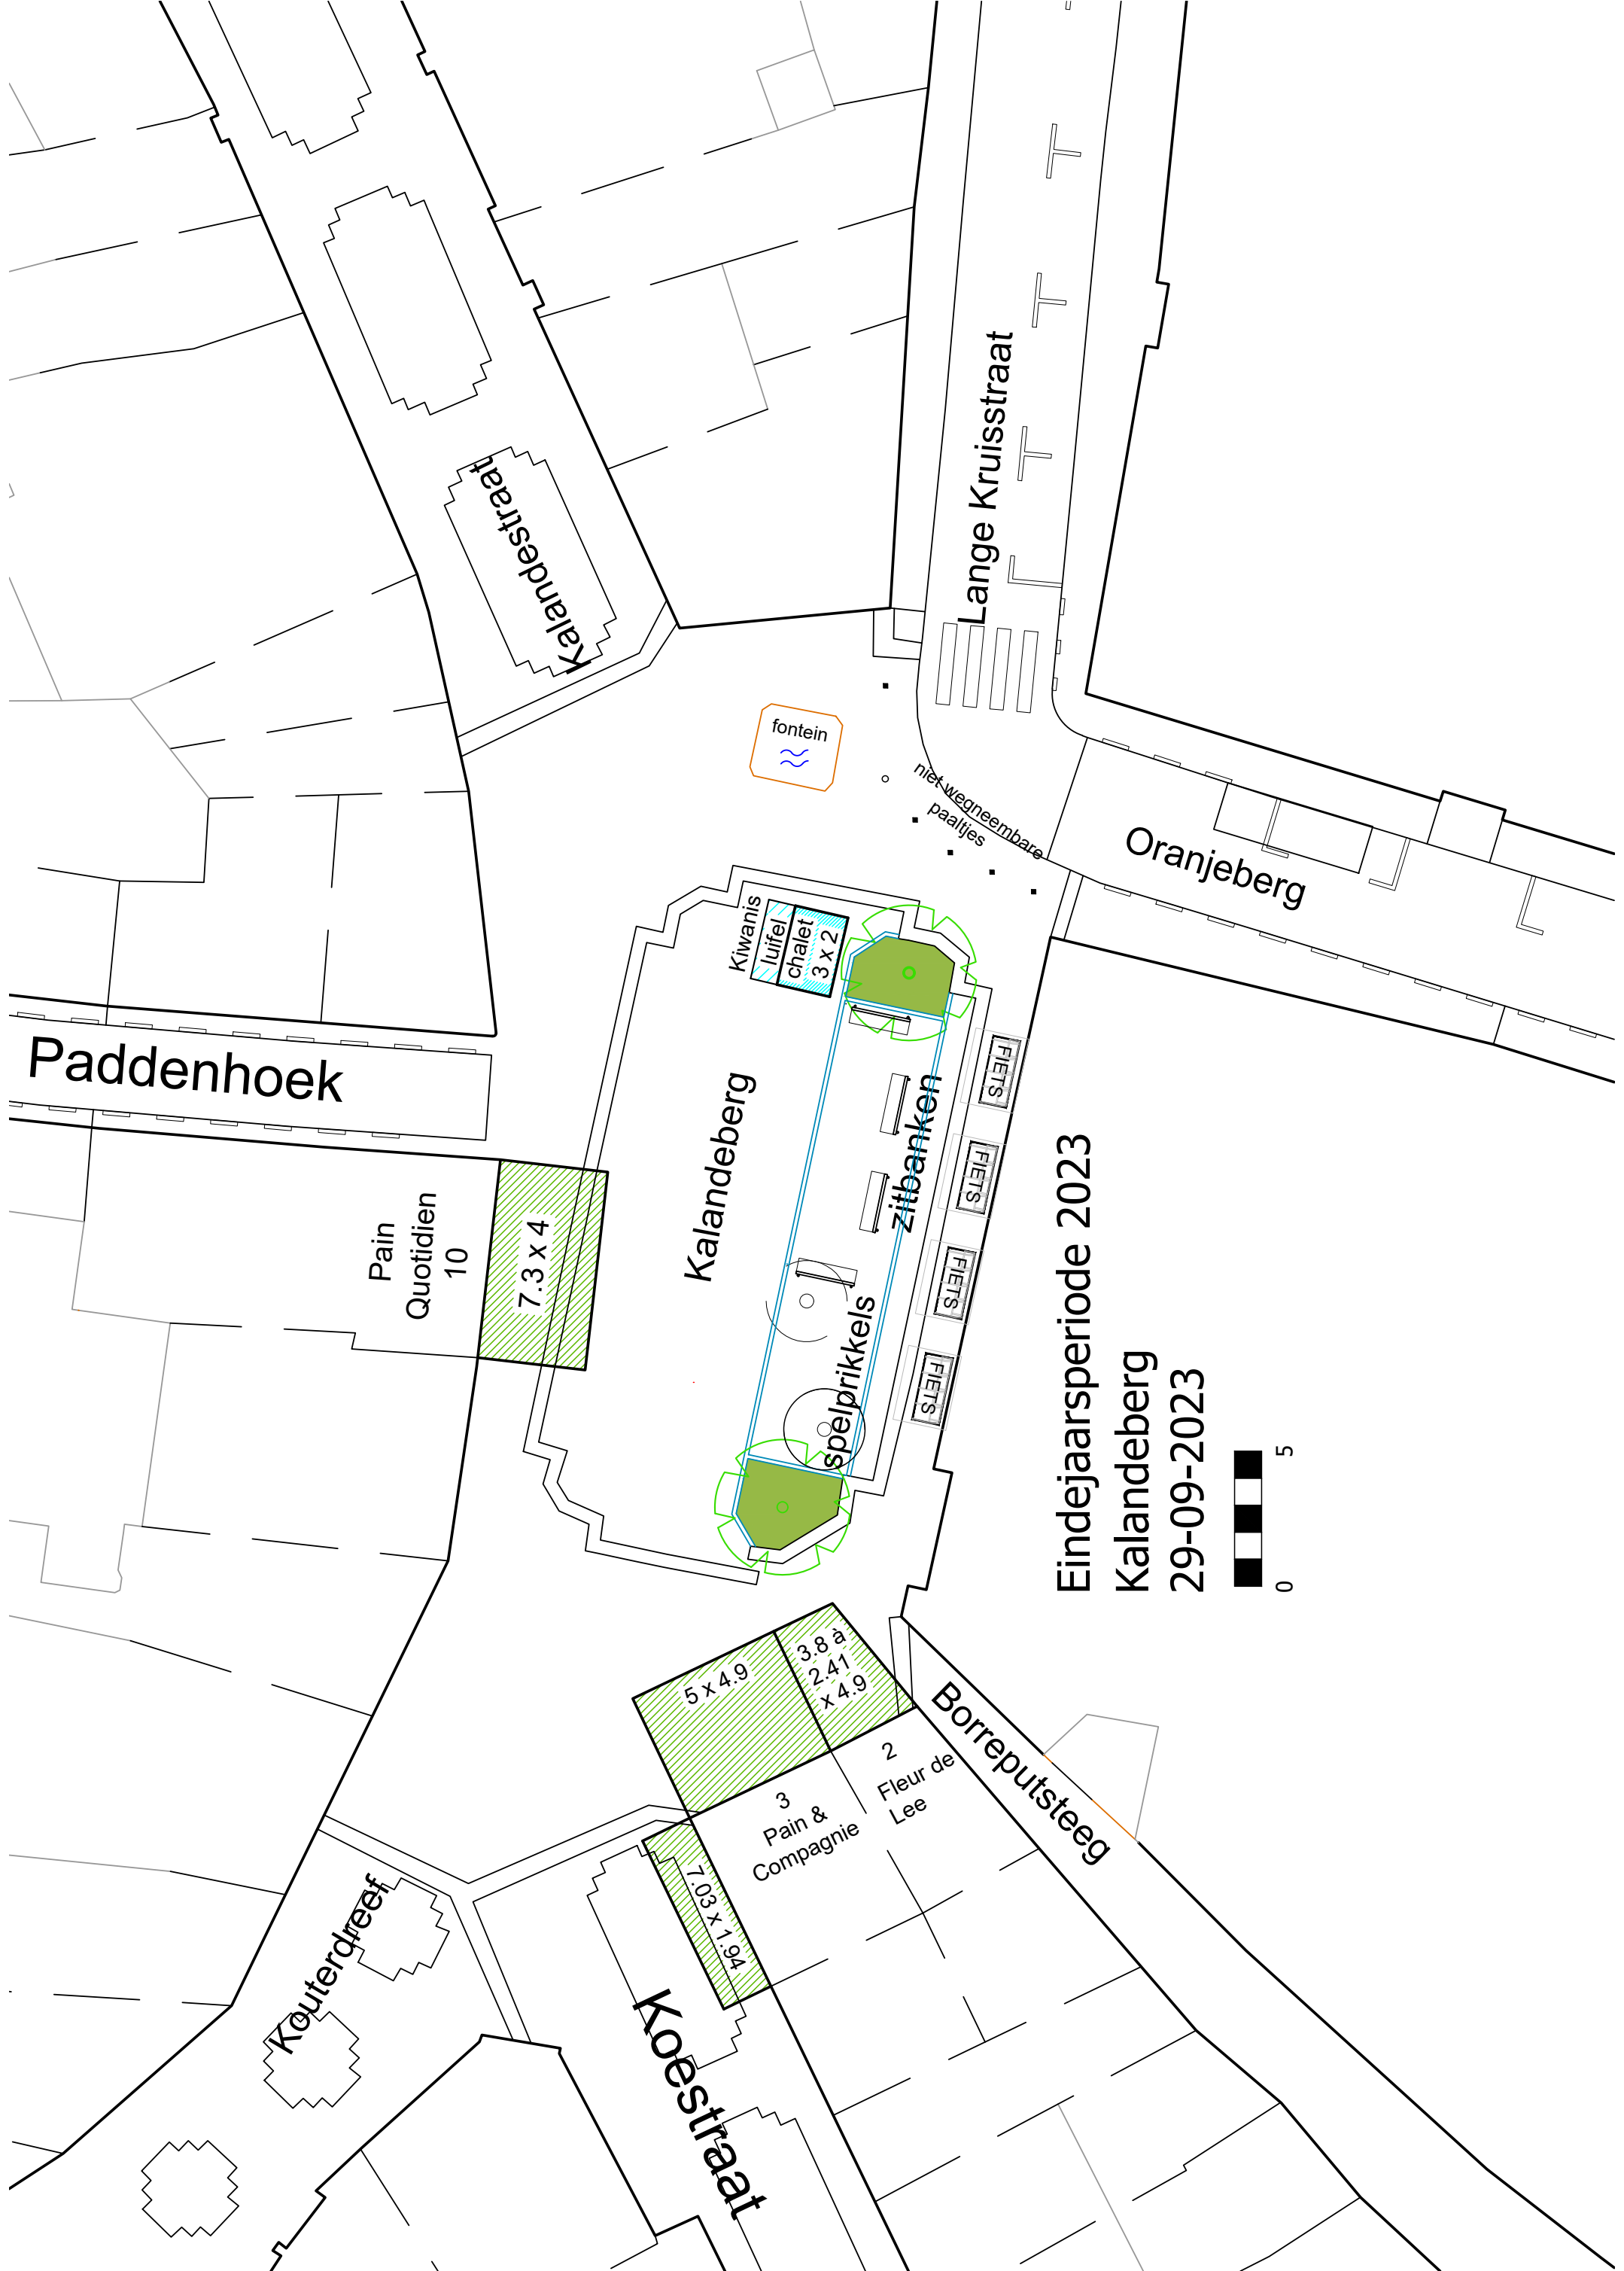 Kalandestraat
Lange Kruisstraat
fontein
niet wegneembare
paaltjes
Oranjeberg
Kiwanis
luifel
chalet
3 x 2
Paddenhoek
Kalandeberg
zitbanken
spelprikkels
FIETS
FIETS
FIETS
FIETS
Pain
Quotidien
10
7.3 x 4
Eindejaarsperiode 2023
Kalandeberg
29-09-2023
0 5
5 x 4.9
3.8 à
2.41
x 4.9
2
Fleur de
Lee
3
Pain &
Compagnie
7.03 x 1.94
Borreputsteeg
Kouterdreef
Koestraat